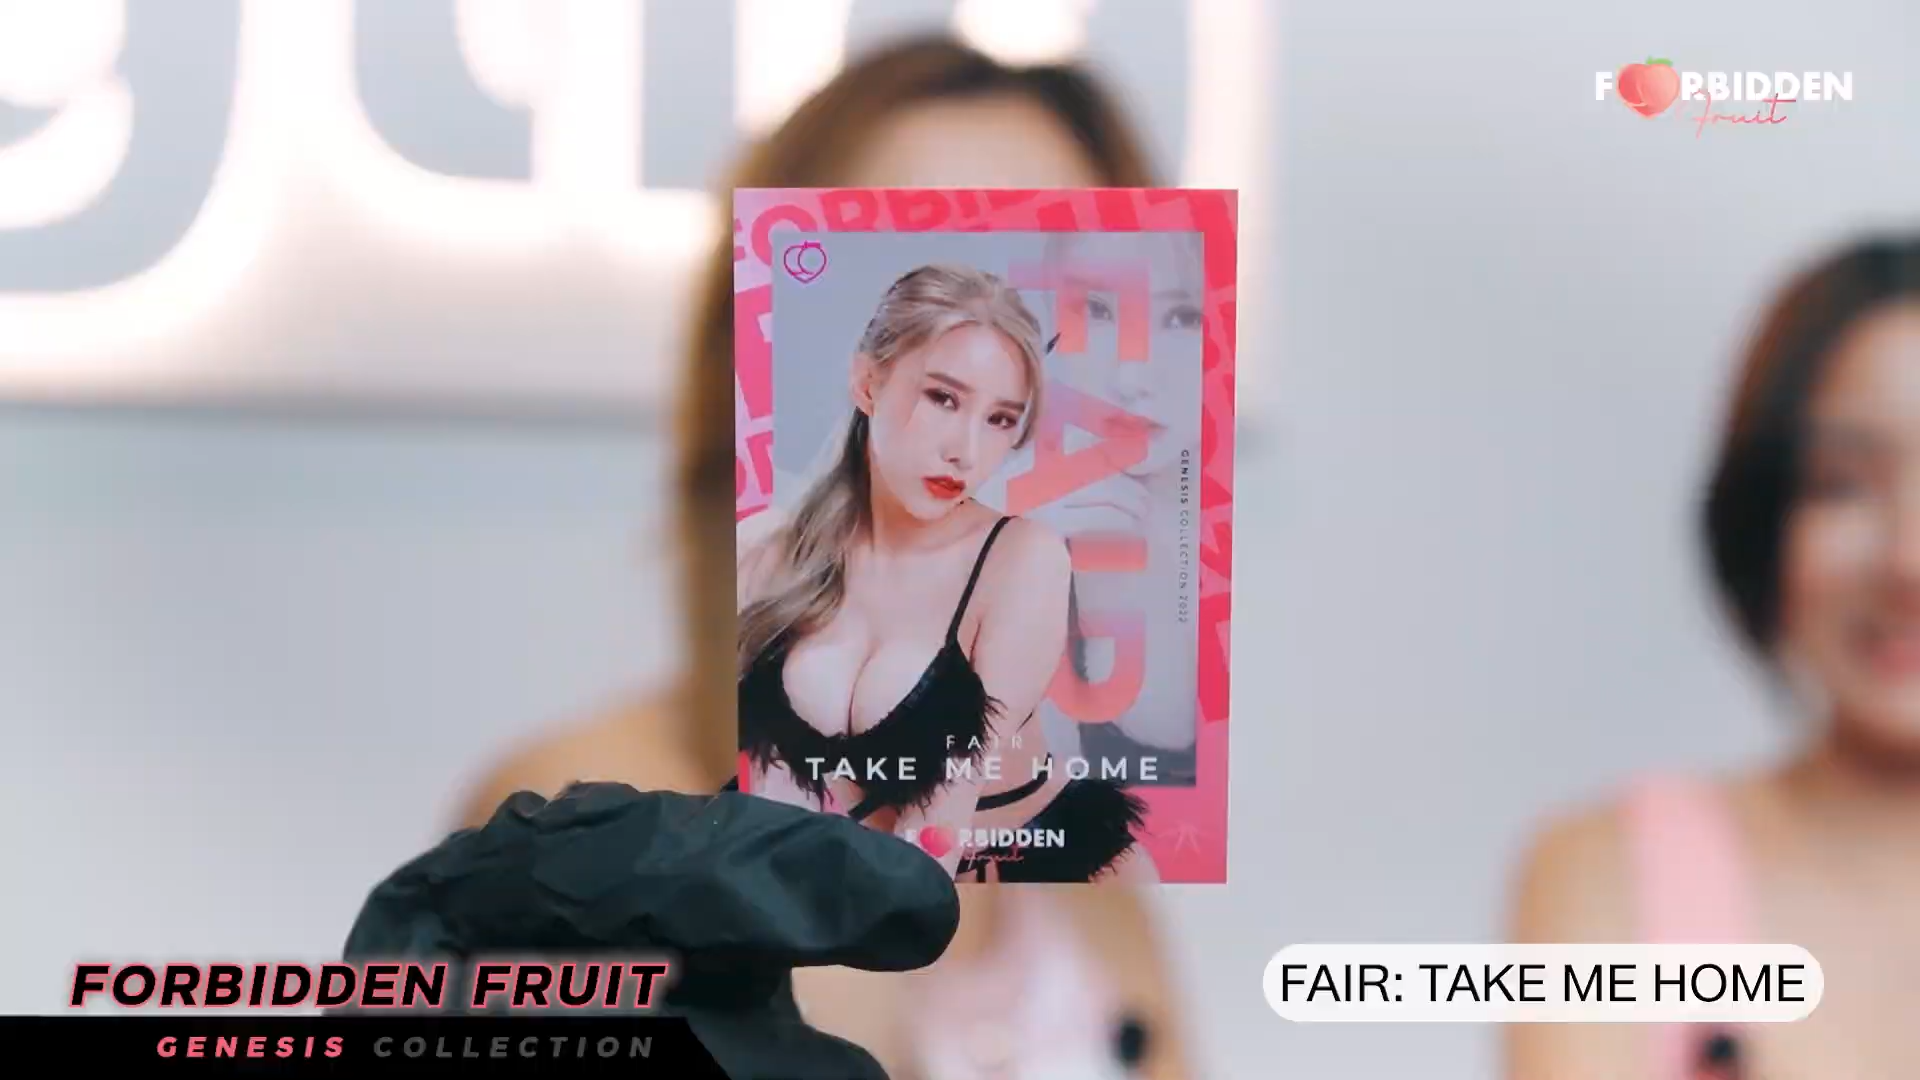 FORBIDDEN
Fruit
FAIR
GENESIS COLLECTION 2022
FAIR
TAKE ME HOME
FORBIDDEN
Fruit
FORBIDDEN FRUIT
GENESIS COLLECTION
FAIR: TAKE ME HOME